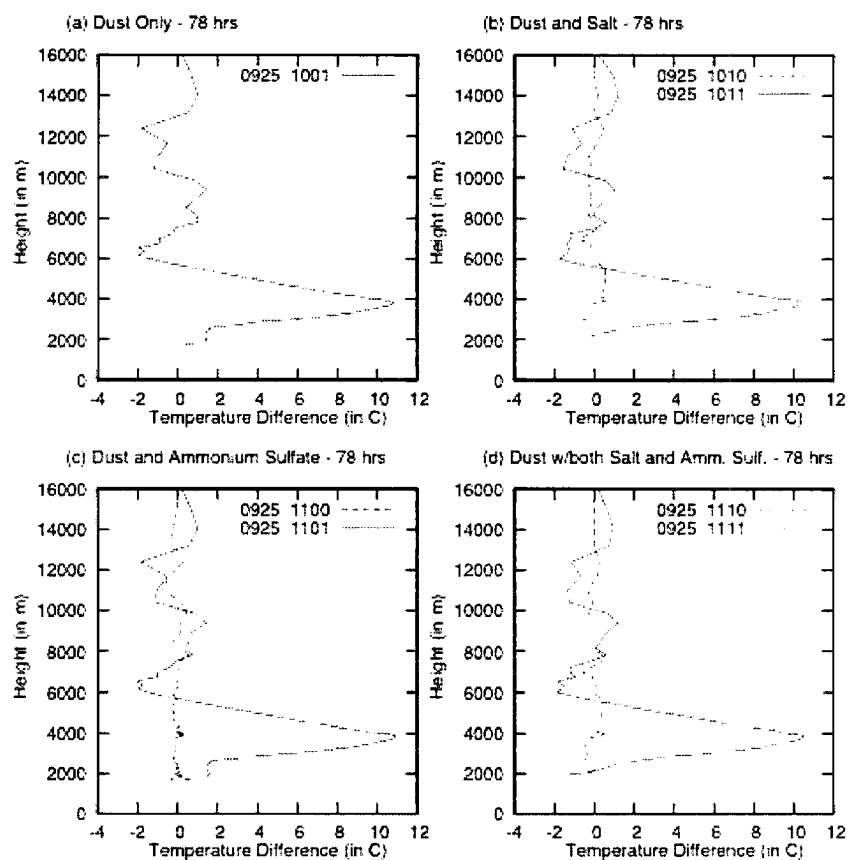 (a) Dust Only - 78 hrs
16000
14000
12000
10000
8000
6000
4000
2000
0
Height (in m)
0925 1001
-4 -2 0 2 4 6 8 10 12
Temperature Difference (in C)
(b) Dust and Salt - 78 hrs
16000
14000
12000
10000
8000
6000
4000
2000
0
Height (in m)
0925 1010
0925 1011
-4 -2 0 2 4 6 8 10 12
Temperature Difference (in C)
(c) Dust and Ammonium Sulfate - 78 hrs
16000
14000
12000
10000
8000
6000
4000
2000
0
Height (in m)
0925 1100
0925 1101
-4 -2 0 2 4 6 8 10 12
Temperature Difference (in C)
(d) Dust w/both Salt and Amm. Sulf. - 78 hrs
16000
14000
12000
10000
8000
6000
4000
2000
0
Height (in m)
0925 1110
0925 1111
-4 -2 0 2 4 6 8 10 12
Temperature Difference (in C)